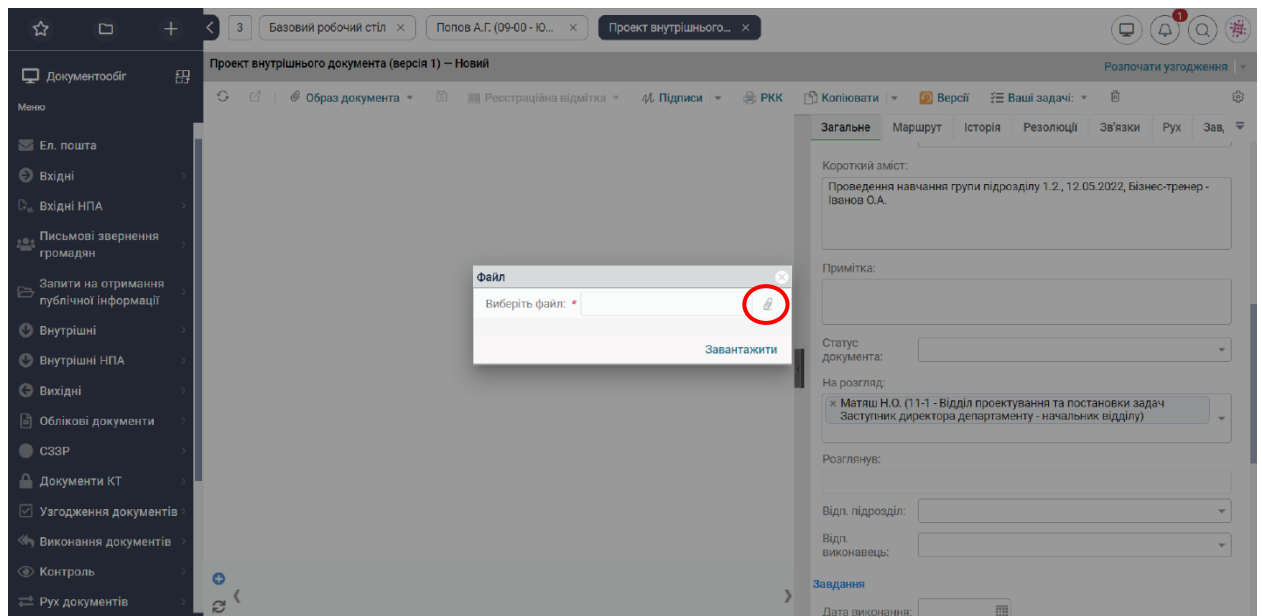 3
Базовий робочий стіл ×
Попов А.Г. (09-00 - Ю... ×
Проект внутрішнього... ×
1
Документообіг
Меню
Ел. пошта
Вхідні
Вхідні НПА
Письмові звернення
громадян
Запити на отримання
публічної інформації
Внутрішні
Внутрішні НПА
Вихідні
Облікові документи
СЗЗР
Документи КТ
Узгодження документів
Виконання документів
Контроль
Рух документів
Проект внутрішнього документа (версія 1) — Новий
Розпочати узгодження
Образ документа
Реєстраційна відмітка
Підписи
РКК
Копіювати
Версії
Ваші задачі:
Файл
Виберіть файл: *
Завантажити
Загальне Маршрут Історія Резолюції Зв'язки Рух Зав,
Короткий зміст:
Проведення навчання групи підрозділу 1.2., 12.05.2022, Бізнес-тренер -
Іванов О.А.
Примітка:
Статус
документа:
На розгляд:
× Матяш Н.О. (11-1 - Відділ проектування та постановки задач
Заступник директора департаменту - начальник відділу)
Розглянув:
Відп. підрозділ:
Відп.
виконавець:
Завдання
Дата виконання: